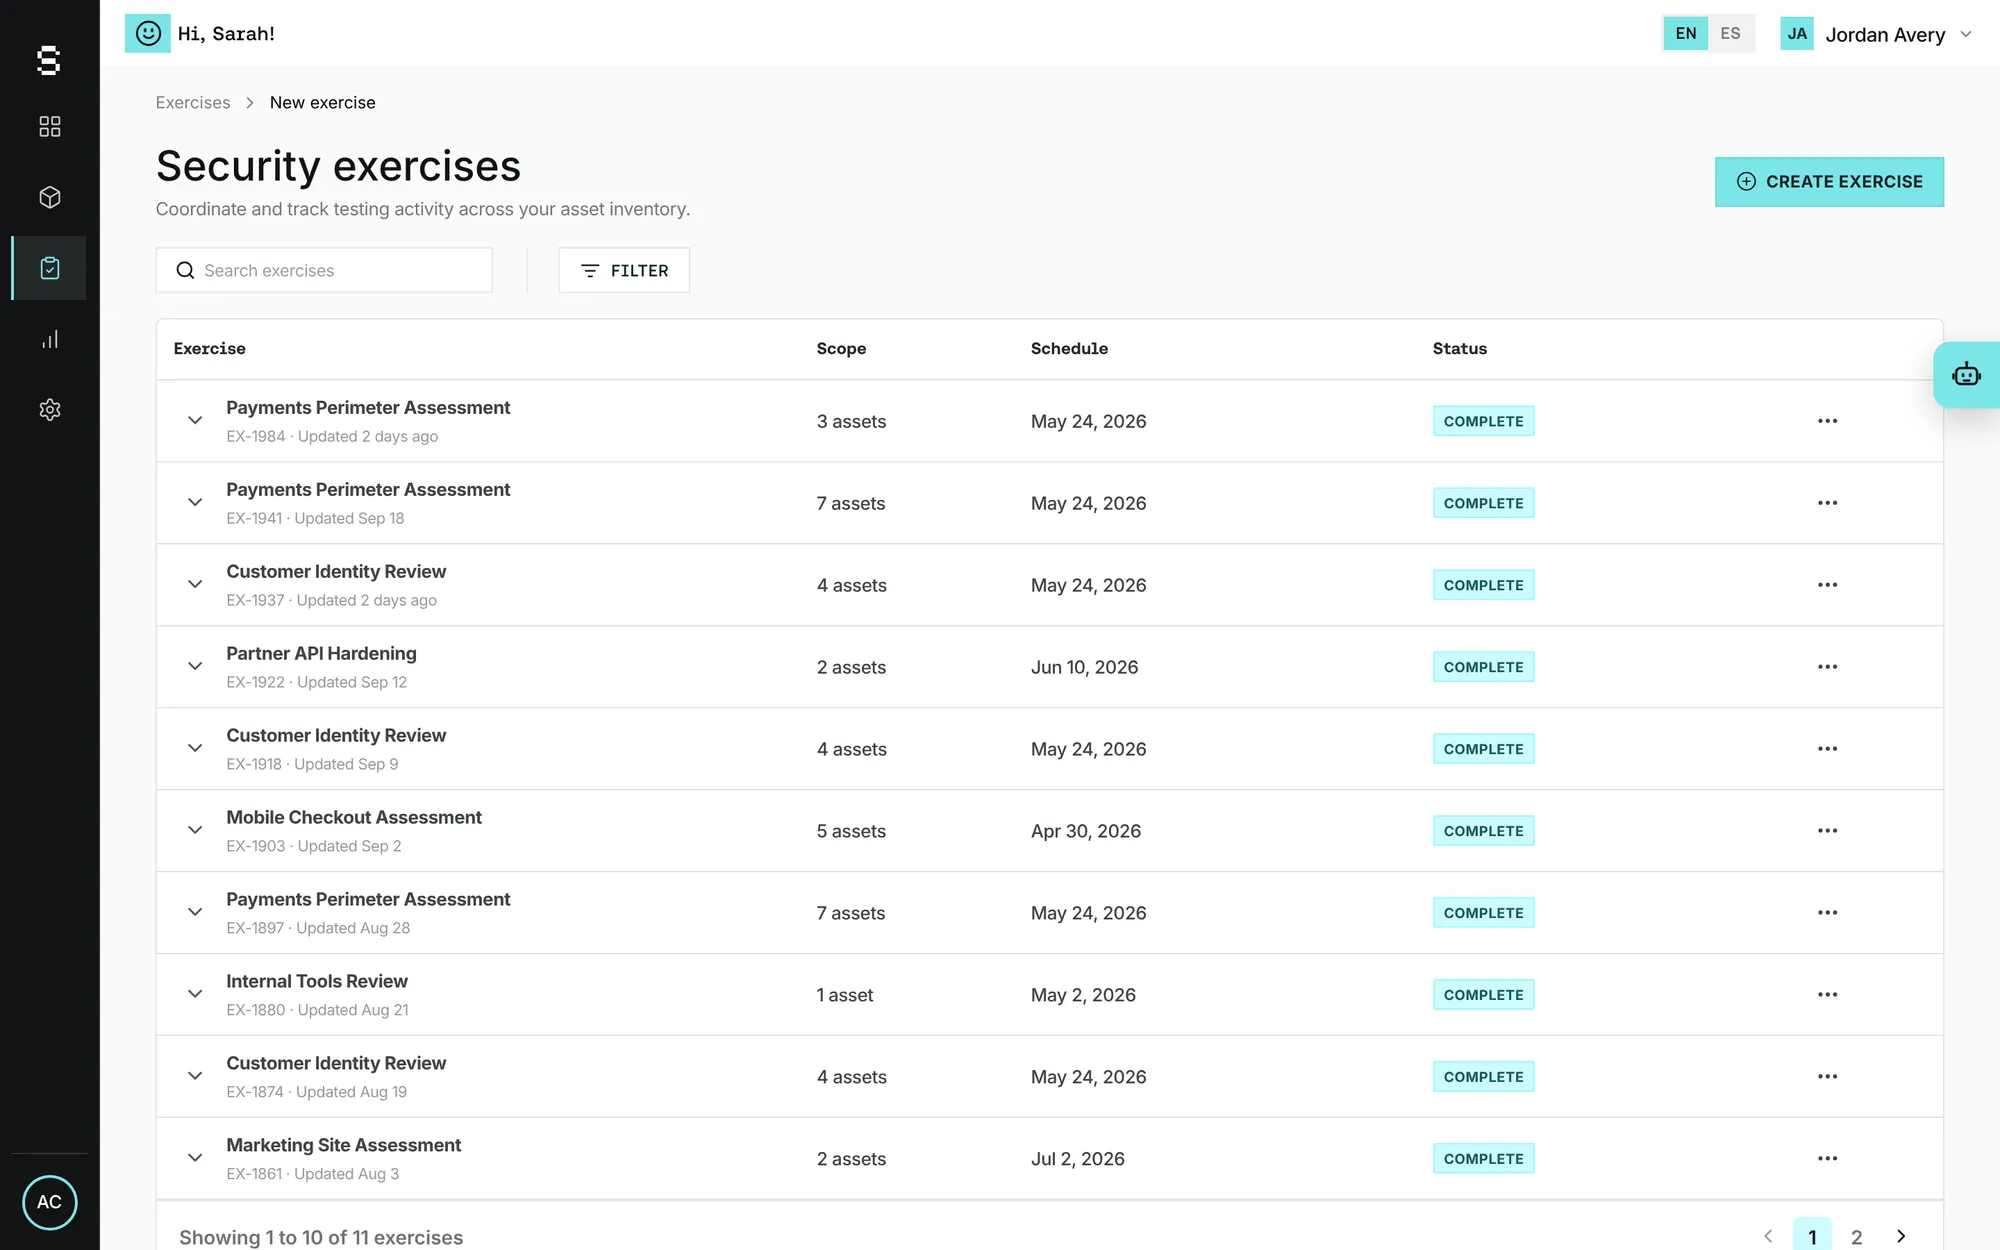 Hi, Sarah!
EN ES
JA Jordan Avery
Exercises > New exercise
Security exercises
Coordinate and track testing activity across your asset inventory.
CREATE EXERCISE
Search exercises
FILTER
Exercise Scope Schedule Status
Payments Perimeter Assessment
EX-1984 · Updated 2 days ago
3 assets May 24, 2026 COMPLETE
Payments Perimeter Assessment
EX-1941 · Updated Sep 18
7 assets May 24, 2026 COMPLETE
Customer Identity Review
EX-1937 · Updated 2 days ago
4 assets May 24, 2026 COMPLETE
Partner API Hardening
EX-1922 · Updated Sep 12
2 assets Jun 10, 2026 COMPLETE
Customer Identity Review
EX-1918 · Updated Sep 9
4 assets May 24, 2026 COMPLETE
Mobile Checkout Assessment
EX-1903 · Updated Sep 2
5 assets Apr 30, 2026 COMPLETE
Payments Perimeter Assessment
EX-1897 · Updated Aug 28
7 assets May 24, 2026 COMPLETE
Internal Tools Review
EX-1880 · Updated Aug 21
1 asset May 2, 2026 COMPLETE
Customer Identity Review
EX-1874 · Updated Aug 19
4 assets May 24, 2026 COMPLETE
Marketing Site Assessment
EX-1861 · Updated Aug 3
2 assets Jul 2, 2026 COMPLETE
Showing 1 to 10 of 11 exercises
1 2
S
AC